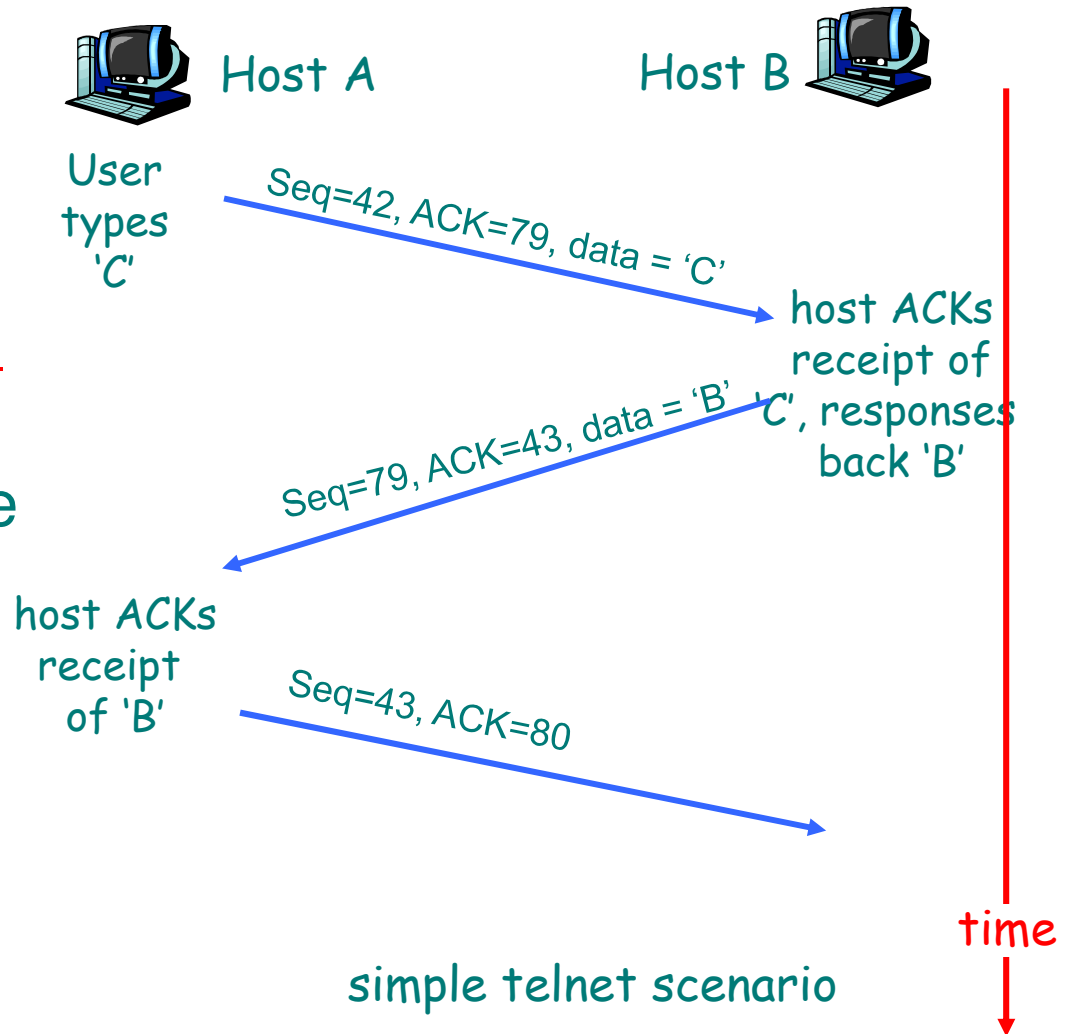 Host A
Host B
User
types
‘C’
Seq=42, ACK=79, data = ‘C’
host ACKs
receipt of
‘C’, responses
back ‘B’
Seq=79, ACK=43, data = ‘B’
e
host ACKs
receipt
of ‘B’
Seq=43, ACK=80
time
simple telnet scenario